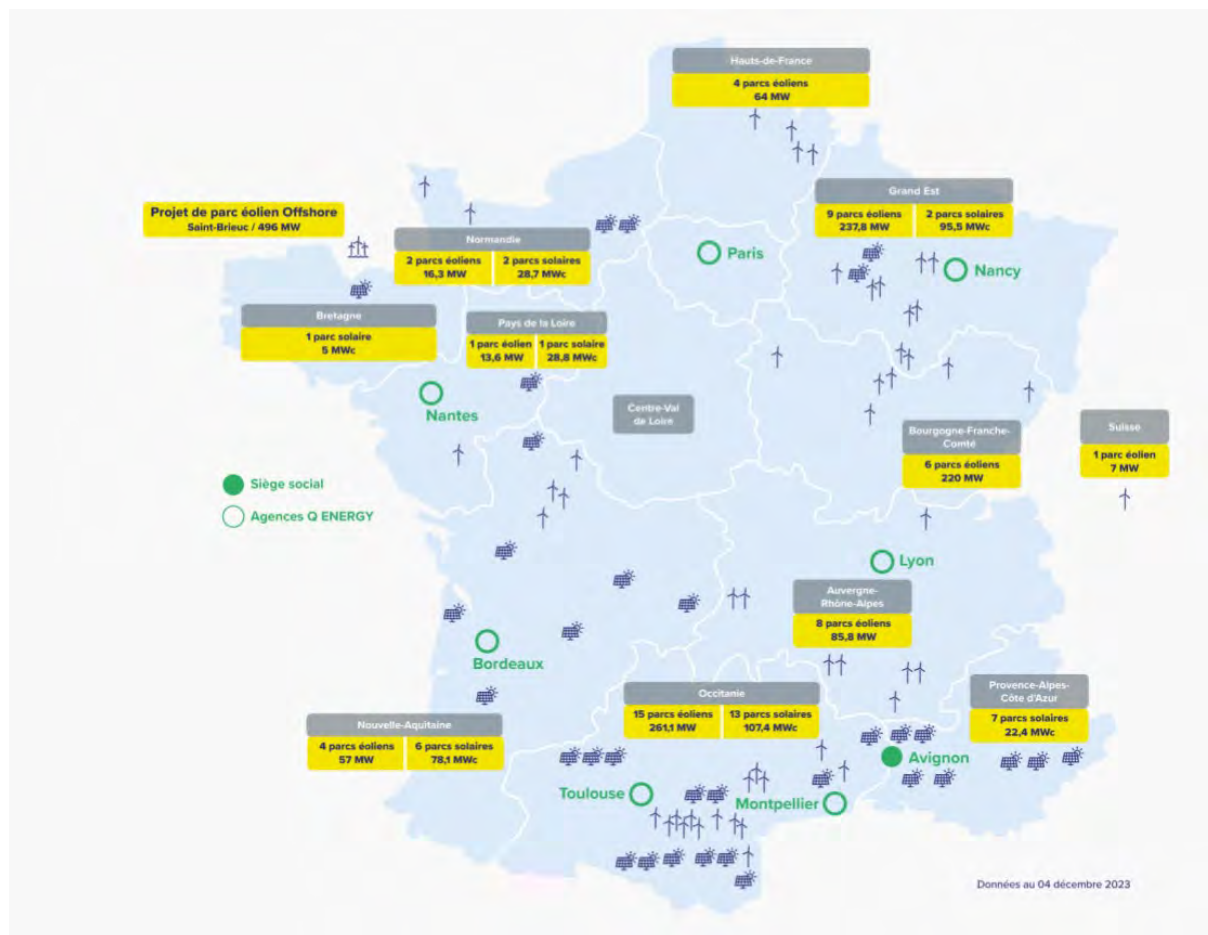 Hauts-de-France
4 parcs éoliens
64 MW
Grand Est
9 parcs éoliens
237,8 MW
2 parcs solaires
95,5 MWc
Projet de parc éolien Offshore
Saint-Brieuc / 496 MW
Normandie
2 parcs éoliens
16,3 MW
2 parcs solaires
28,7 MWc
Paris
Nancy
Bretagne
1 parc solaire
5 MWc
Pays de la Loire
1 parc éolien
13,6 MW
1 parc solaire
28,8 MWc
Nantes
Centre-Val
de Loire
Bourgogne-Franche-
Comté
6 parcs éoliens
220 MW
Suisse
1 parc éolien
7 MW
Siège social
Agences Q ENERGY
Lyon
Auvergne-
Rhône-Alpes
8 parcs éoliens
85,8 MW
Bordeaux
Occitanie
15 parcs éoliens
261,1 MW
13 parcs solaires
107,4 MWc
Provence-Alpes-
Côte d'Azur
7 parcs solaires
22,4 MWc
Nouvelle-Aquitaine
4 parcs éoliens
57 MW
6 parcs solaires
78,1 MWc
Avignon
Toulouse
Montpellier
Données au 04 décembre 2023